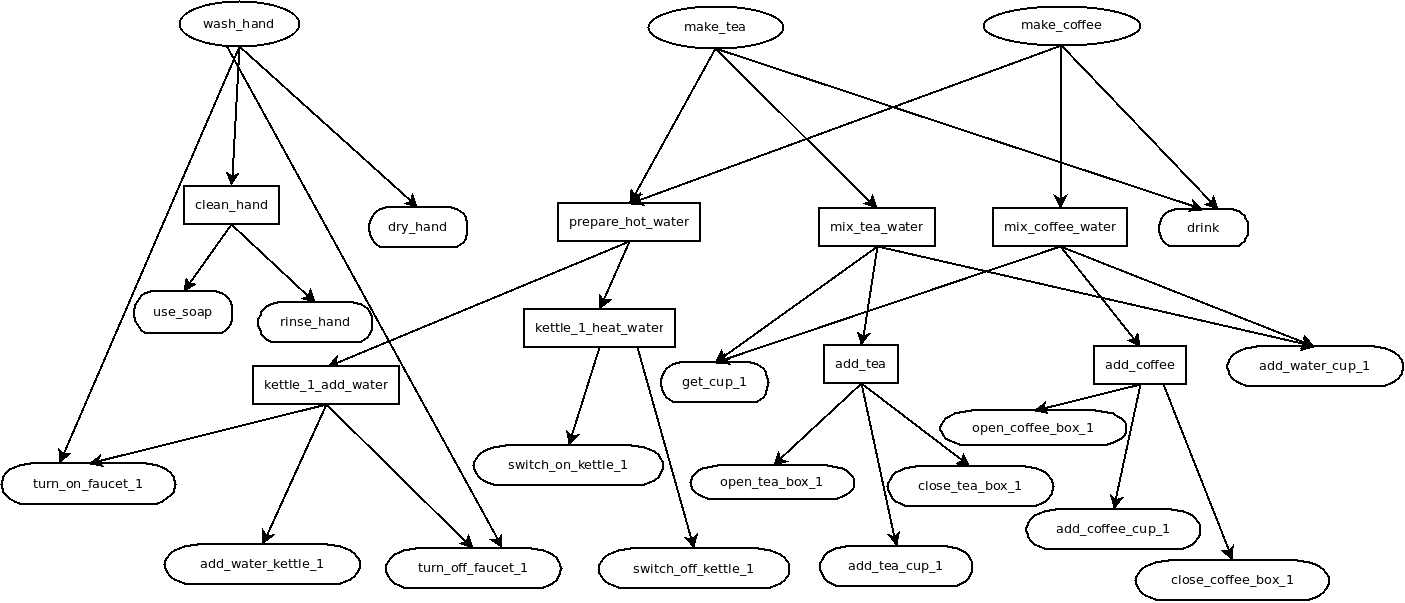 wash_hand
make_tea
make_coffee
clean_hand
dry_hand
prepare_hot_water
mix_tea_water
mix_coffee_water
drink
use_soap
rinse_hand
kettle_1_heat_water
kettle_1_add_water
get_cup_1
add_tea
add_coffee
add_water_cup_1
open_coffee_box_1
turn_on_faucet_1
switch_on_kettle_1
open_tea_box_1
close_tea_box_1
add_coffee_cup_1
add_water_kettle_1
turn_off_faucet_1
switch_off_kettle_1
add_tea_cup_1
close_coffee_box_1